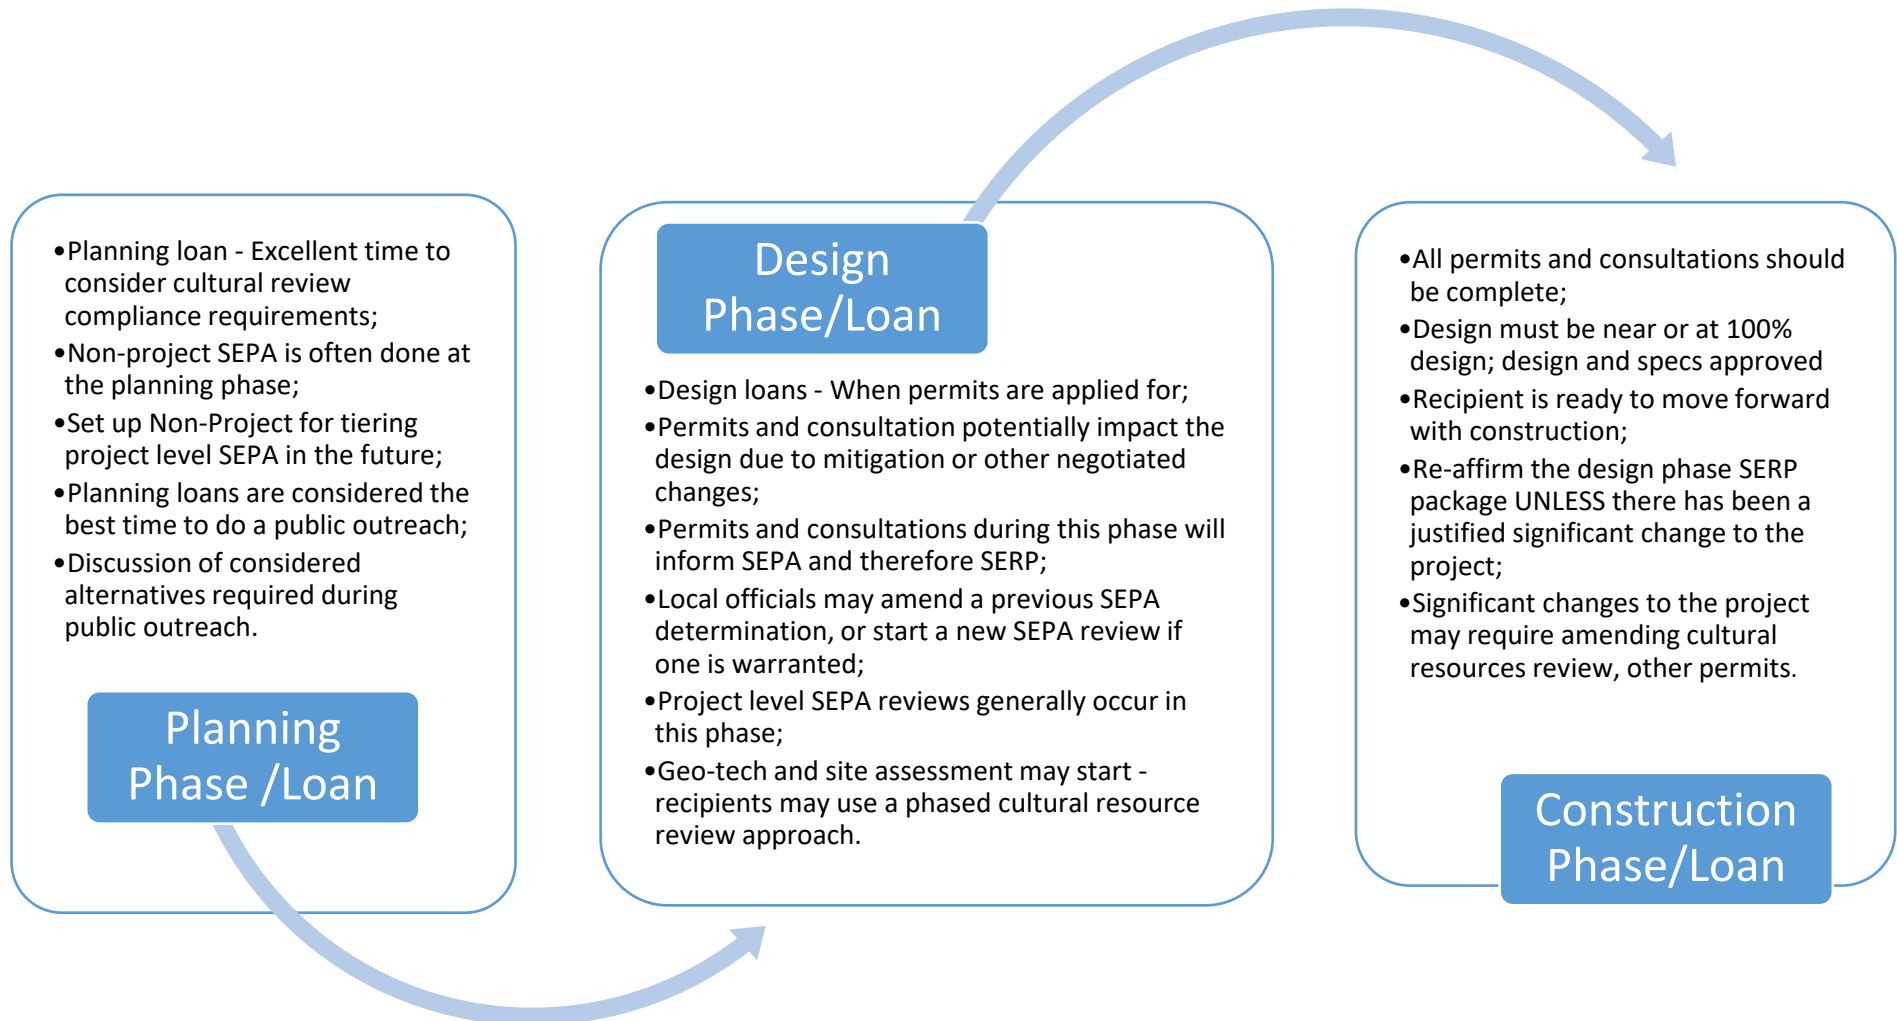 •Planning loan - Excellent time to
consider cultural review
compliance requirements;
•Non-project SEPA is often done at
the planning phase;
•Set up Non-Project for tiering
project level SEPA in the future;
•Planning loans are considered the
best time to do a public outreach;
•Discussion of considered
alternatives required during
public outreach.
Planning
Phase /Loan
Design
Phase/Loan
•Design loans - When permits are applied for;
•Permits and consultation potentially impact the
design due to mitigation or other negotiated
changes;
•Permits and consultations during this phase will
inform SEPA and therefore SERP;
•Local officials may amend a previous SEPA
determination, or start a new SEPA review if
one is warranted;
•Project level SEPA reviews generally occur in
this phase;
•Geo-tech and site assessment may start -
recipients may use a phased cultural resource
review approach.
•All permits and consultations should
be complete;
•Design must be near or at 100%
design; design and specs approved
•Recipient is ready to move forward
with construction;
•Re-affirm the design phase SERP
package UNLESS there has been a
justified significant change to the
project;
•Significant changes to the project
may require amending cultural
resources review, other permits.
Construction
Phase/Loan